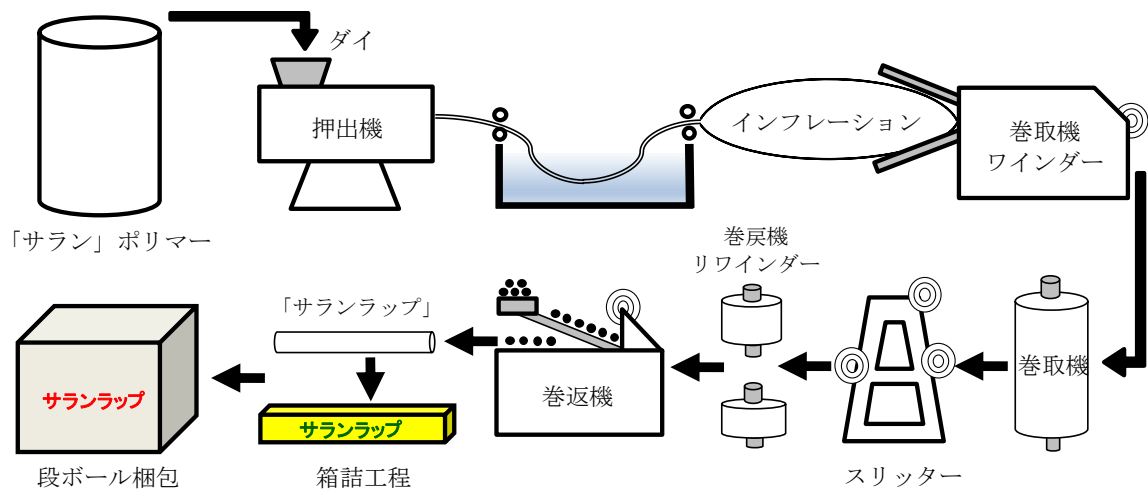 ダイ
押出機
インフレーション
巻取機
ワインダー
「サラン」ポリマー
巻戻機
リワインダー
「サランラップ」
巻取機
サランラップ
巻返機
サランラップ
段ボール梱包
箱詰工程
スリッター